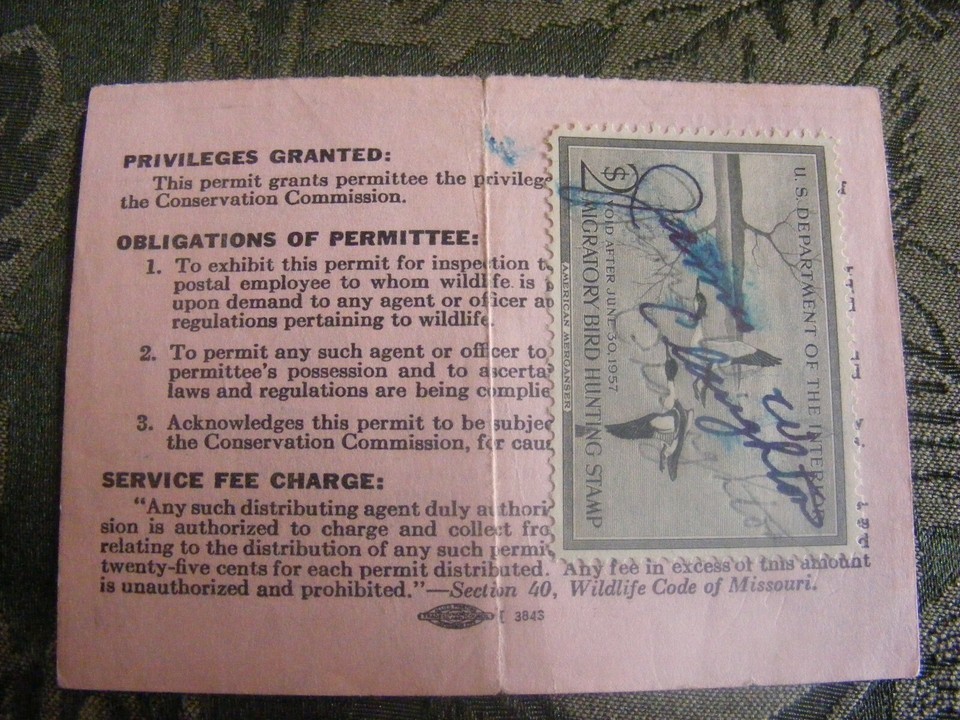 PRIVILEGES GRANTED:
This permit grants permittee the privileg
the Conservation Commission.
OBLIGATIONS OF PERMITTEE:
1. To exhibit this permit for inspection t
postal employee to whom wildlife is
upon demand to any agent or officer an
regulations pertaining to wildlife.
2. To permit any such agent or officer to
permittee's possession and to ascerta
laws and regulations are being complie
3. Acknowledges this permit to be subjec
the Conservation Commission, for cau
SERVICE FEE CHARGE:
"Any such distributing agent duly authori
sion is authorized to charge and collect fro
relating to the distribution of any such permit
twenty-five cents for each permit distributed. Any fee in excess of this amount
is unauthorized and prohibited."—Section 40, Wildlife Code of Missouri.
3843
U.S. DEPARTMENT OF THE INTERIOR
AMERICAN MERGANSER
$2 VOID AFTER JUNE 30, 1957
MIGRATORY BIRD HUNTING STAMP